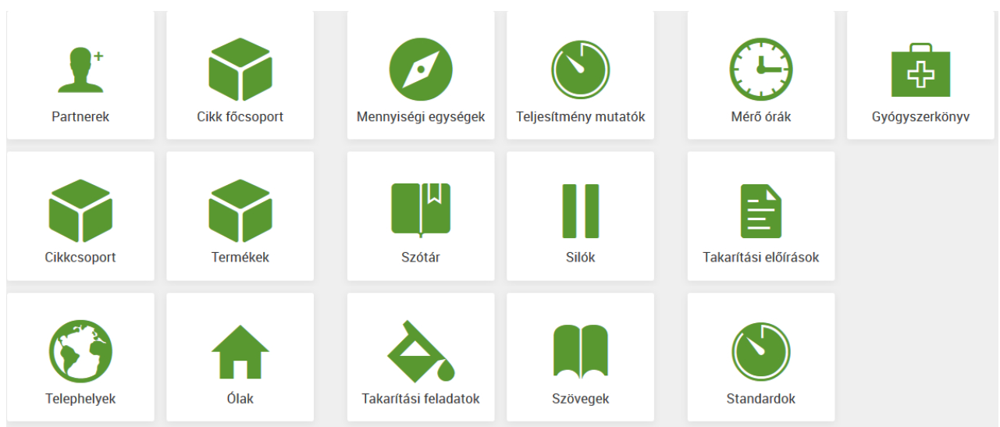 Partnerek
Cikk főcsoport
Mennyiségi egységek
Teljesítmény mutatók
Mérő órák
Gyógyszerkönyv
Cikkcsoport
Termékek
Szótár
Silók
Takarítási előírások
Telephelyek
Ólak
Takarítási feladatok
Szövegek
Standardok